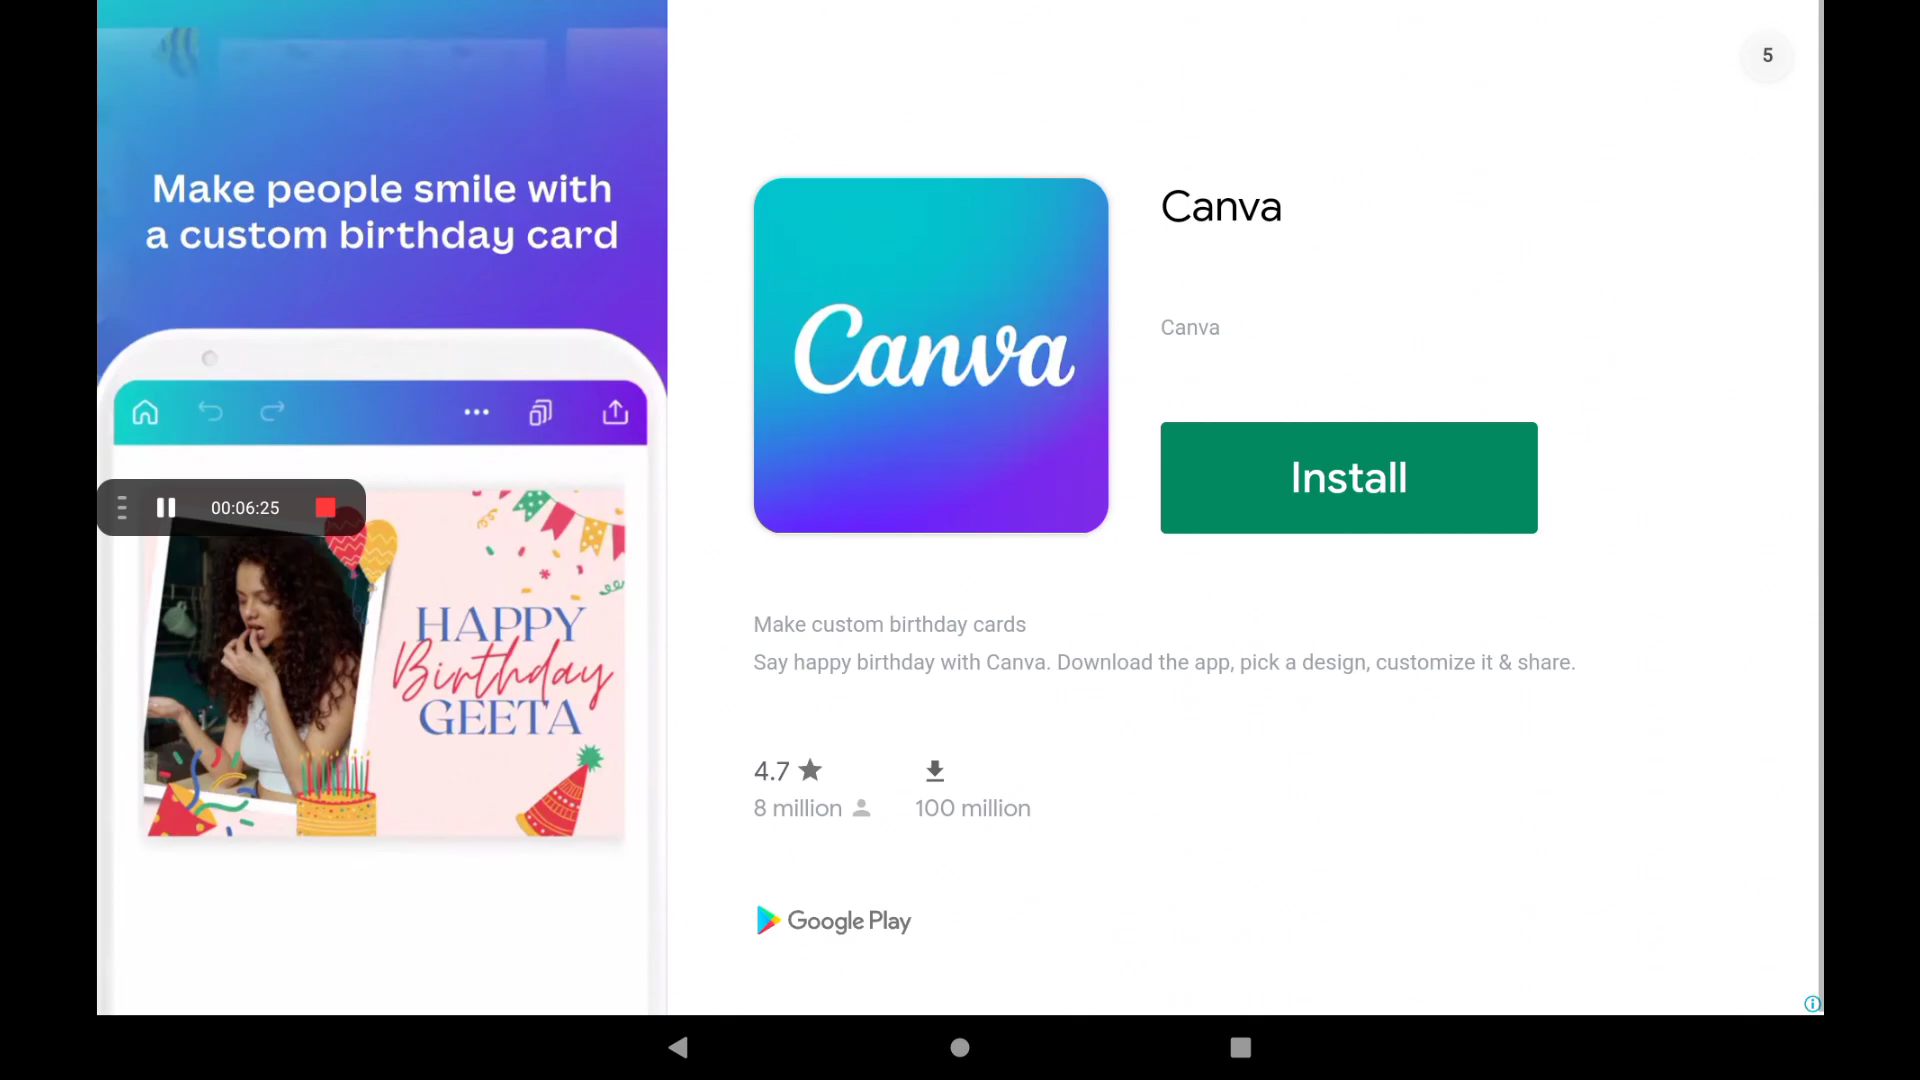 Make people smile with
a custom birthday card
00:06:25
HAPPY
Birthday
GEETA
5
Canva
Canva
Canva
Install
Make custom birthday cards
Say happy birthday with Canva. Download the app, pick a design, customize it & share.
4.7
8 million
100 million
Google Play